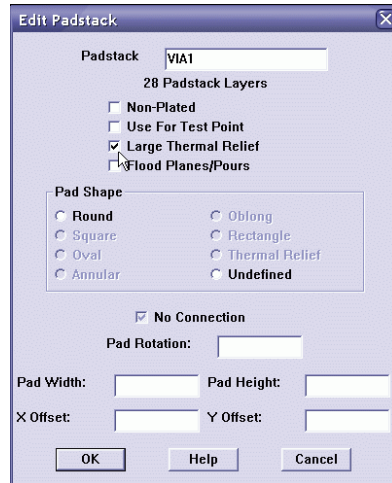 Edit Padstack
Padstack VIA1
28 Padstack Layers
Non-Plated
Use For Test Point
Large Thermal Relief
Flood Planes/Pours
Pad Shape
Round Oblong
Square Rectangle
Oval Thermal Relief
Annular Undefined
No Connection
Pad Rotation:
Pad Width: Pad Height:
X Offset: Y Offset:
OK Help Cancel